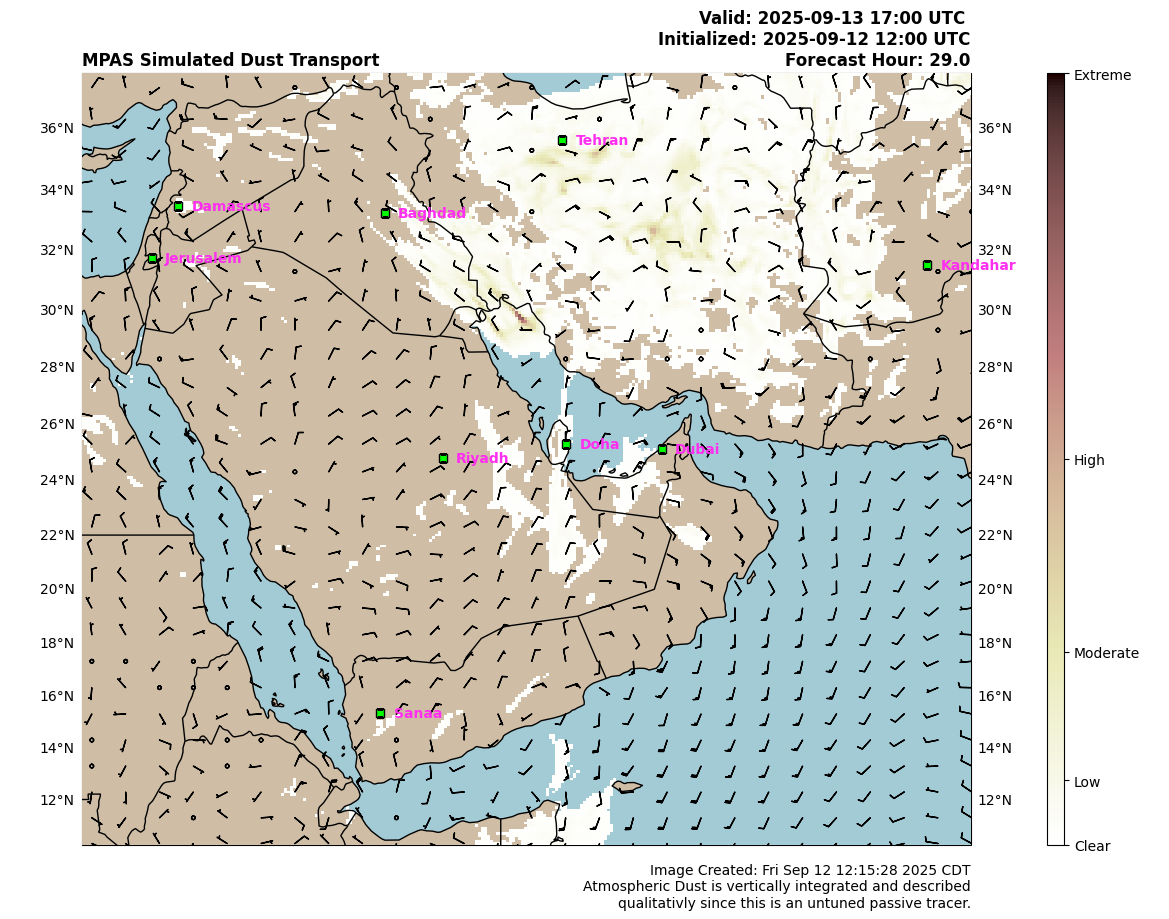 Valid: 2025-09-13 17:00 UTC
Initialized: 2025-09-12 12:00 UTC
MPAS Simulated Dust Transport
Forecast Hour: 29.0
Extreme
High
Moderate
Low
Clear
36°N
34°N
32°N
30°N
28°N
26°N
24°N
22°N
20°N
18°N
16°N
14°N
12°N
36°N
34°N
32°N
30°N
28°N
26°N
24°N
22°N
20°N
18°N
16°N
14°N
12°N
Tehran
Damascus
Baghdad
Jerusalem
Kandahar
Doha
Dubai
Riyadh
Sanaa
Image Created: Fri Sep 12 12:15:28 2025 CDT
Atmospheric Dust is vertically integrated and described
qualitativly since this is an untuned passive tracer.